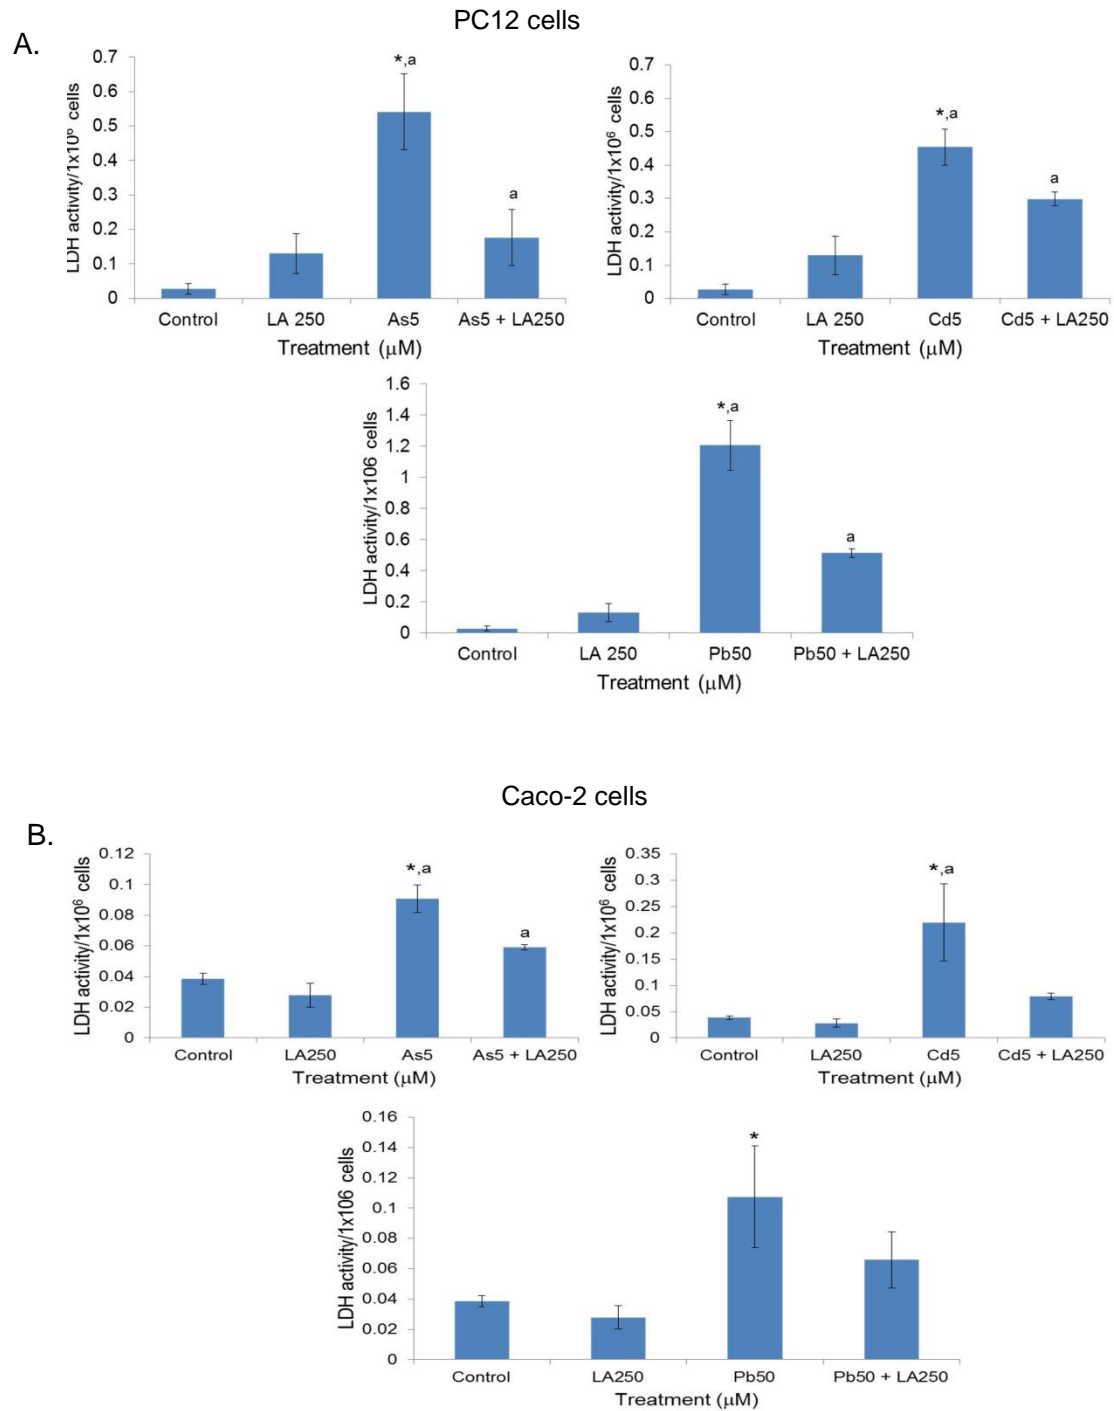 PC12 cells
A.
LDH activity/1x10⁶ cells
0.7
0.6
0.5
0.4
0.3
0.2
0.1
0
*,a
a
Control LA 250 As5 As5 + LA250
Treatment (μM)
LDH activity/1x10⁶ cells
0.7
0.6
0.5
0.4
0.3
0.2
0.1
0
*,a
a
Control LA 250 Cd5 Cd5 + LA250
Treatment (μM)
LDH activity/1x106 cells
1.6
1.4
1.2
1
0.8
0.6
0.4
0.2
0
*,a
a
Control LA 250 Pb50 Pb50 + LA250
Treatment (μM)
Caco-2 cells
B.
LDH activity/1x10⁶ cells
0.12
0.1
0.08
0.06
0.04
0.02
0
*,a
a
Control LA250 As5 As5 + LA250
Treatment (μM)
LDH activity/1x10⁶ cells
0.35
0.3
0.25
0.2
0.15
0.1
0.05
0
*,a
Control LA250 Cd5 Cd5 + LA250
Treatment (μM)
LDH activity/1x106 cells
0.16
0.14
0.12
0.1
0.08
0.06
0.04
0.02
0
*
Control LA250 Pb50 Pb50 + LA250
Treatment (μM)